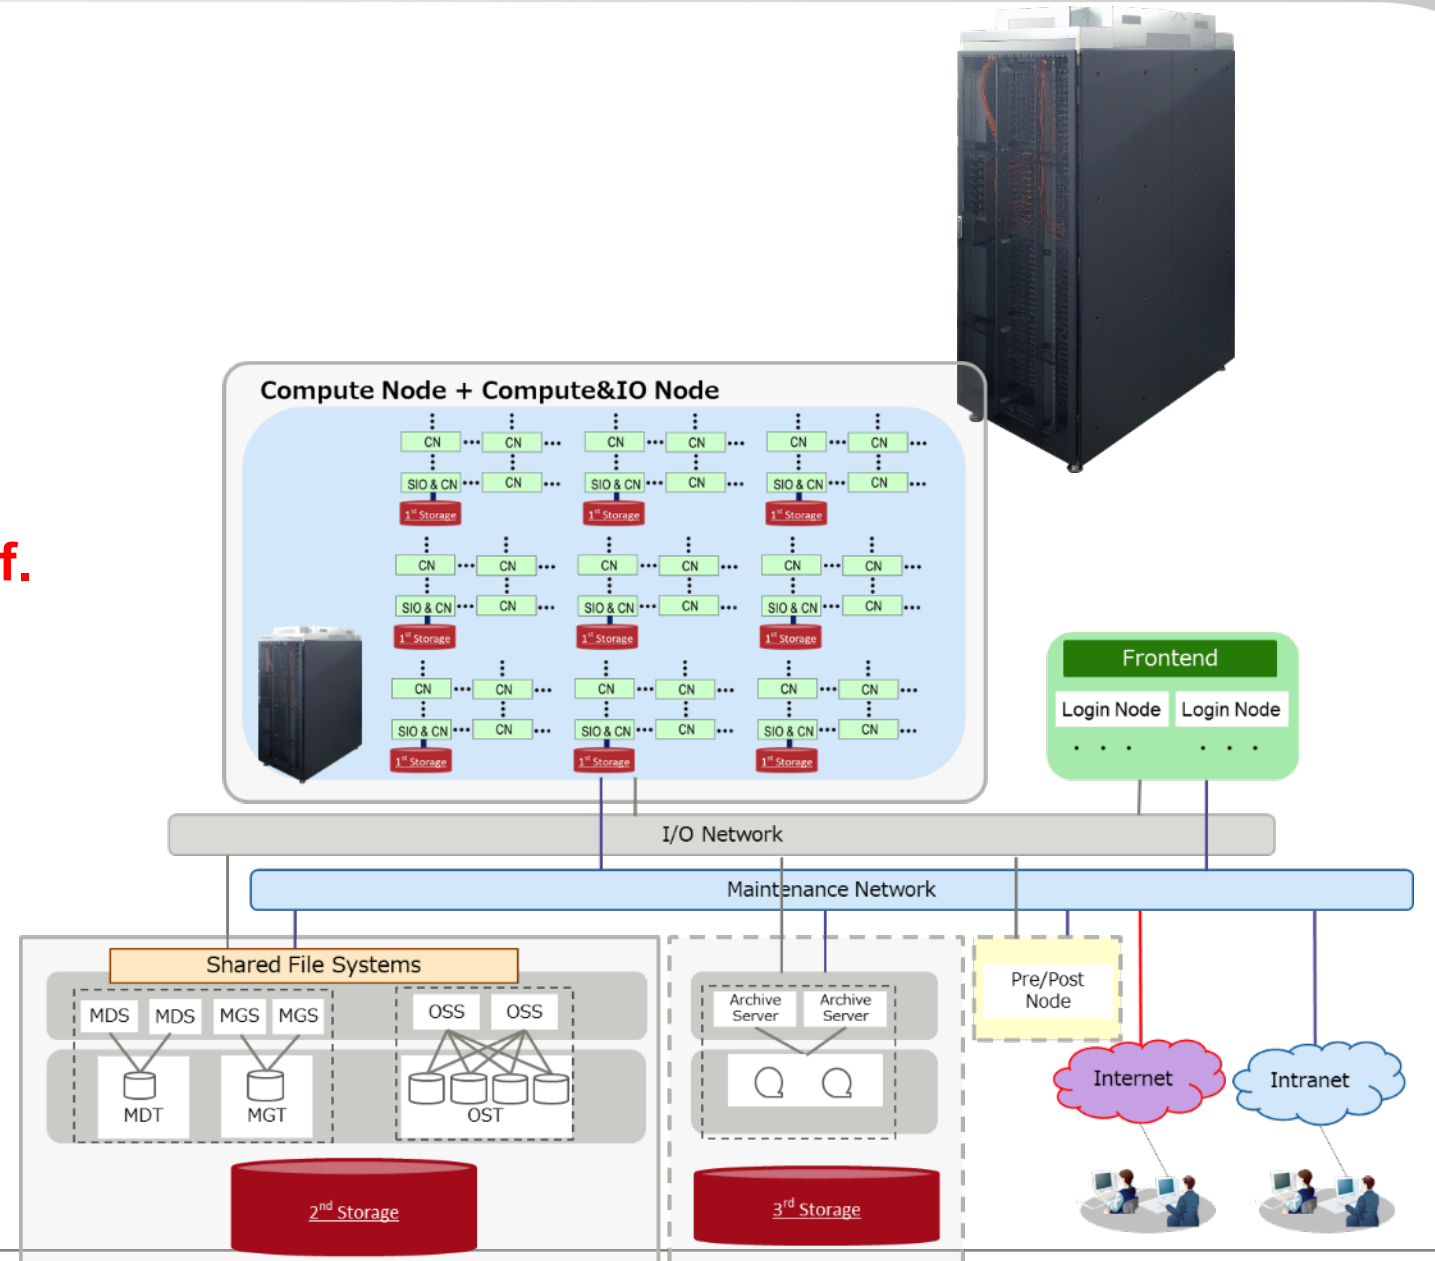 Compute Node + Compute&IO Node
CN CN CN CN CN CN
SIO & CN CN SIO & CN CN SIO & CN CN
1st Storage 1st Storage 1st Storage
CN CN CN CN CN CN
SIO & CN CN SIO & CN CN SIO & CN CN
1st Storage 1st Storage 1st Storage
CN CN CN CN CN CN
SIO & CN CN SIO & CN CN SIO & CN CN
1st Storage 1st Storage 1st Storage
f.
Frontend
Login Node Login Node
I/O Network
Maintenance Network
Shared File Systems
MDS MDS MGS MGS OSS OSS
MDT MGT OST
2nd Storage
Archive Server Archive Server
3rd Storage
Pre/Post
Node
Internet
Intranet